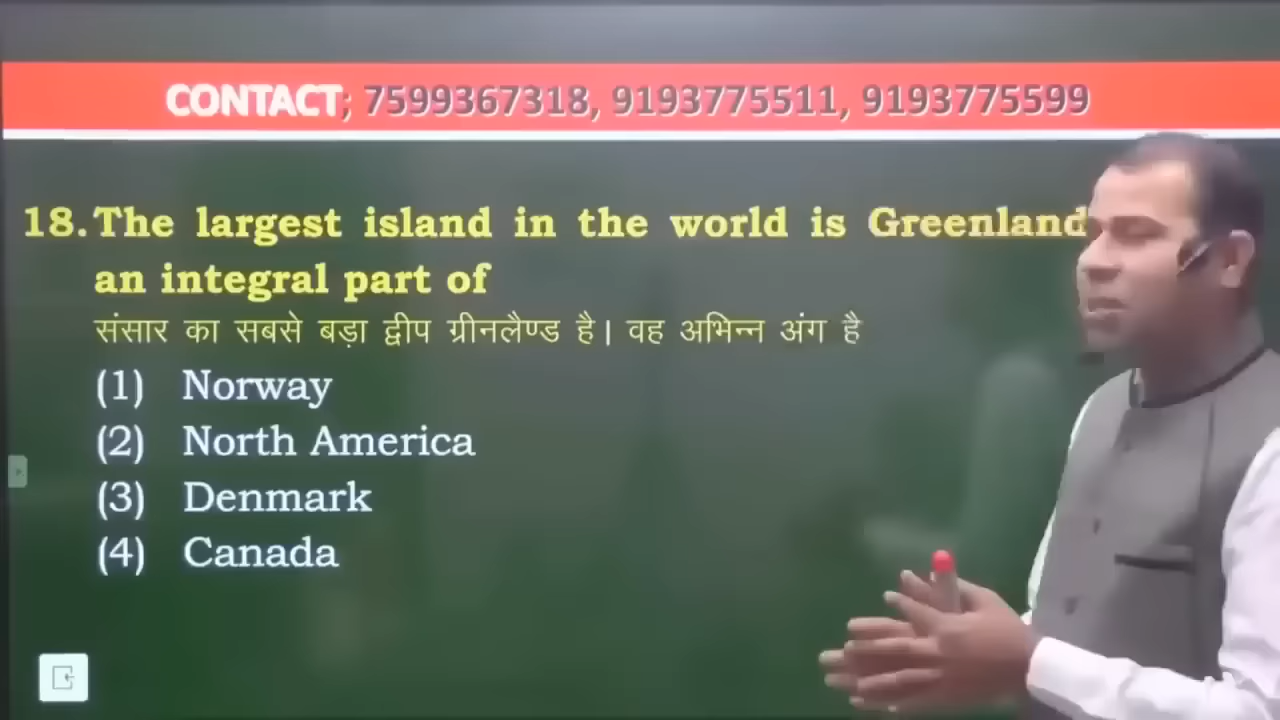 CONTACT; 7599367318, 9193775511, 9193775599
18. The largest island in the world is Greenland
an integral part of
संसार का सबसे बड़ा द्वीप ग्रीनलैण्ड है। वह अभिन्न अंग है
(1) Norway
(2) North America
(3) Denmark
(4) Canada